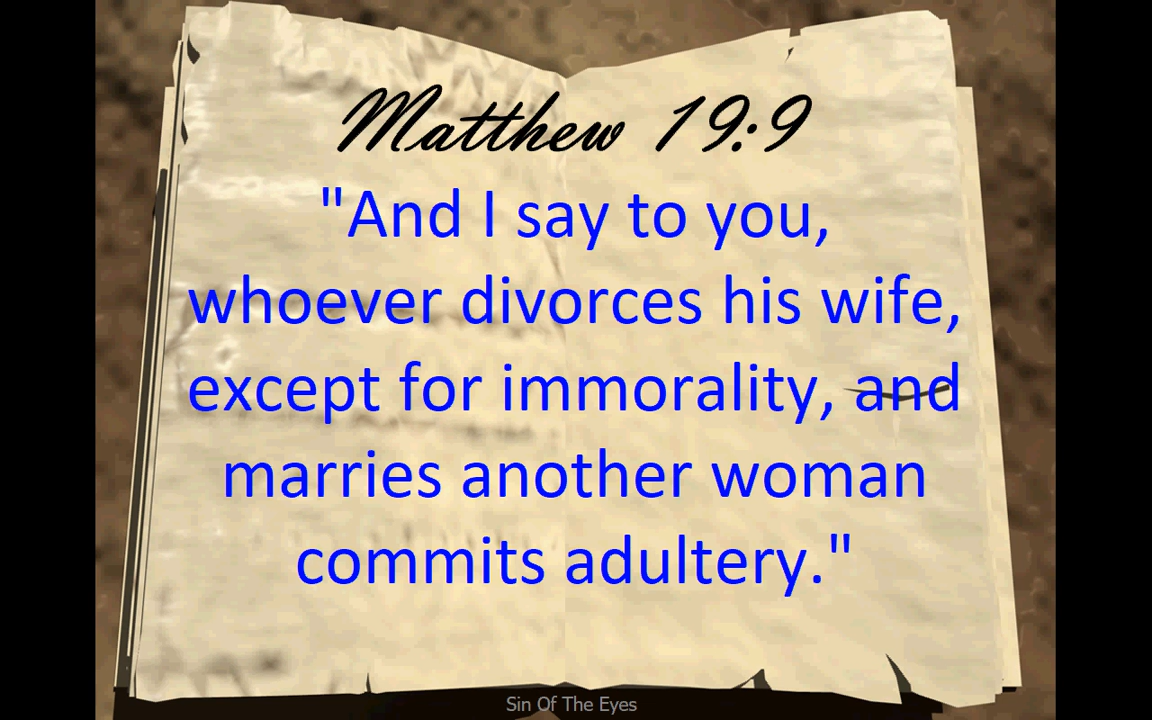 Matthew 19:9
"And I say to you,
whoever divorces his wife,
except for immorality, and
marries another woman
commits adultery."
Sin Of The Eyes